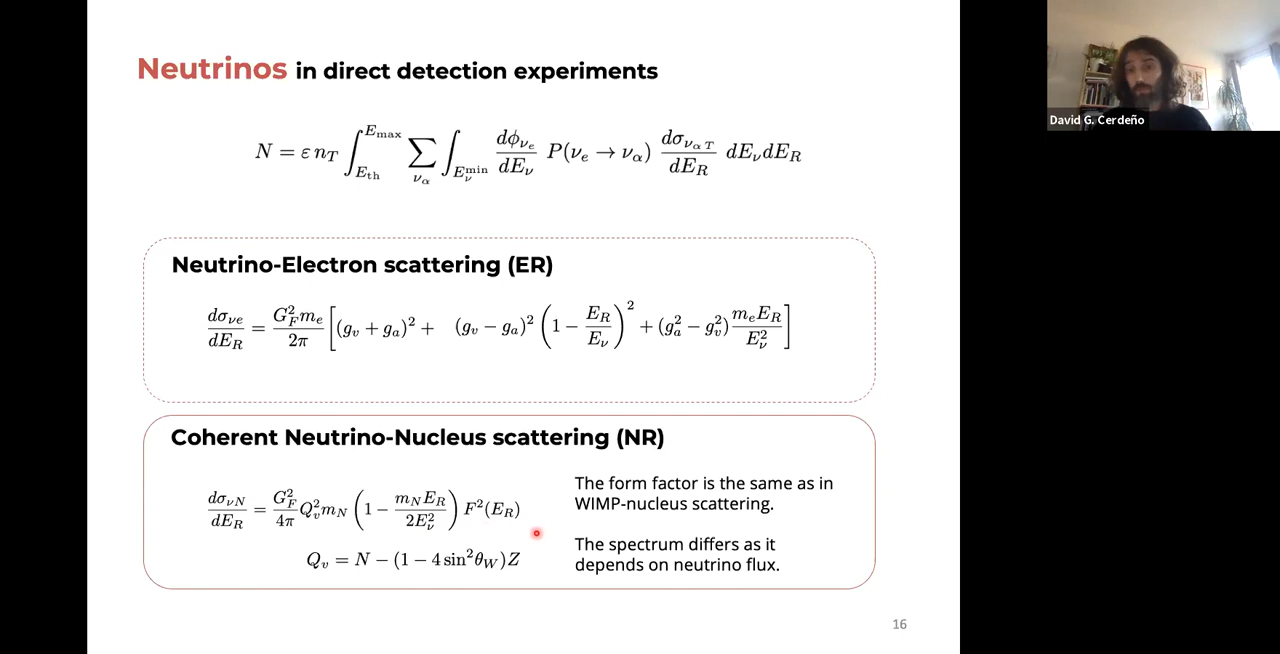 Neutrinos in direct detection experiments
N = ε n_T ∫_{E_th}^{E_max} ∑_{ν_α} ∫_{E_ν^min} dϕ_{ν_e}/dE_ν P(ν_e → ν_α) dσ_{ν_α T}/dE_R dE_ν dE_R
Neutrino-Electron scattering (ER)
dσ_{νe}/dE_R = G_F^2 m_e/2π [(g_v + g_a)^2 + (g_v − g_a)^2 (1 − E_R/E_ν)^2 + (g_a^2 − g_v^2) m_e E_R/E_ν^2]
Coherent Neutrino-Nucleus scattering (NR)
dσ_{νN}/dE_R = G_F^2/4π Q_v^2 m_N (1 − m_N E_R/2E_ν^2) F^2(E_R)
Q_v = N − (1 − 4 sin^2 θ_W)Z
The form factor is the same as in
WIMP-nucleus scattering.
The spectrum differs as it
depends on neutrino flux.
16
David G. Cerdeño